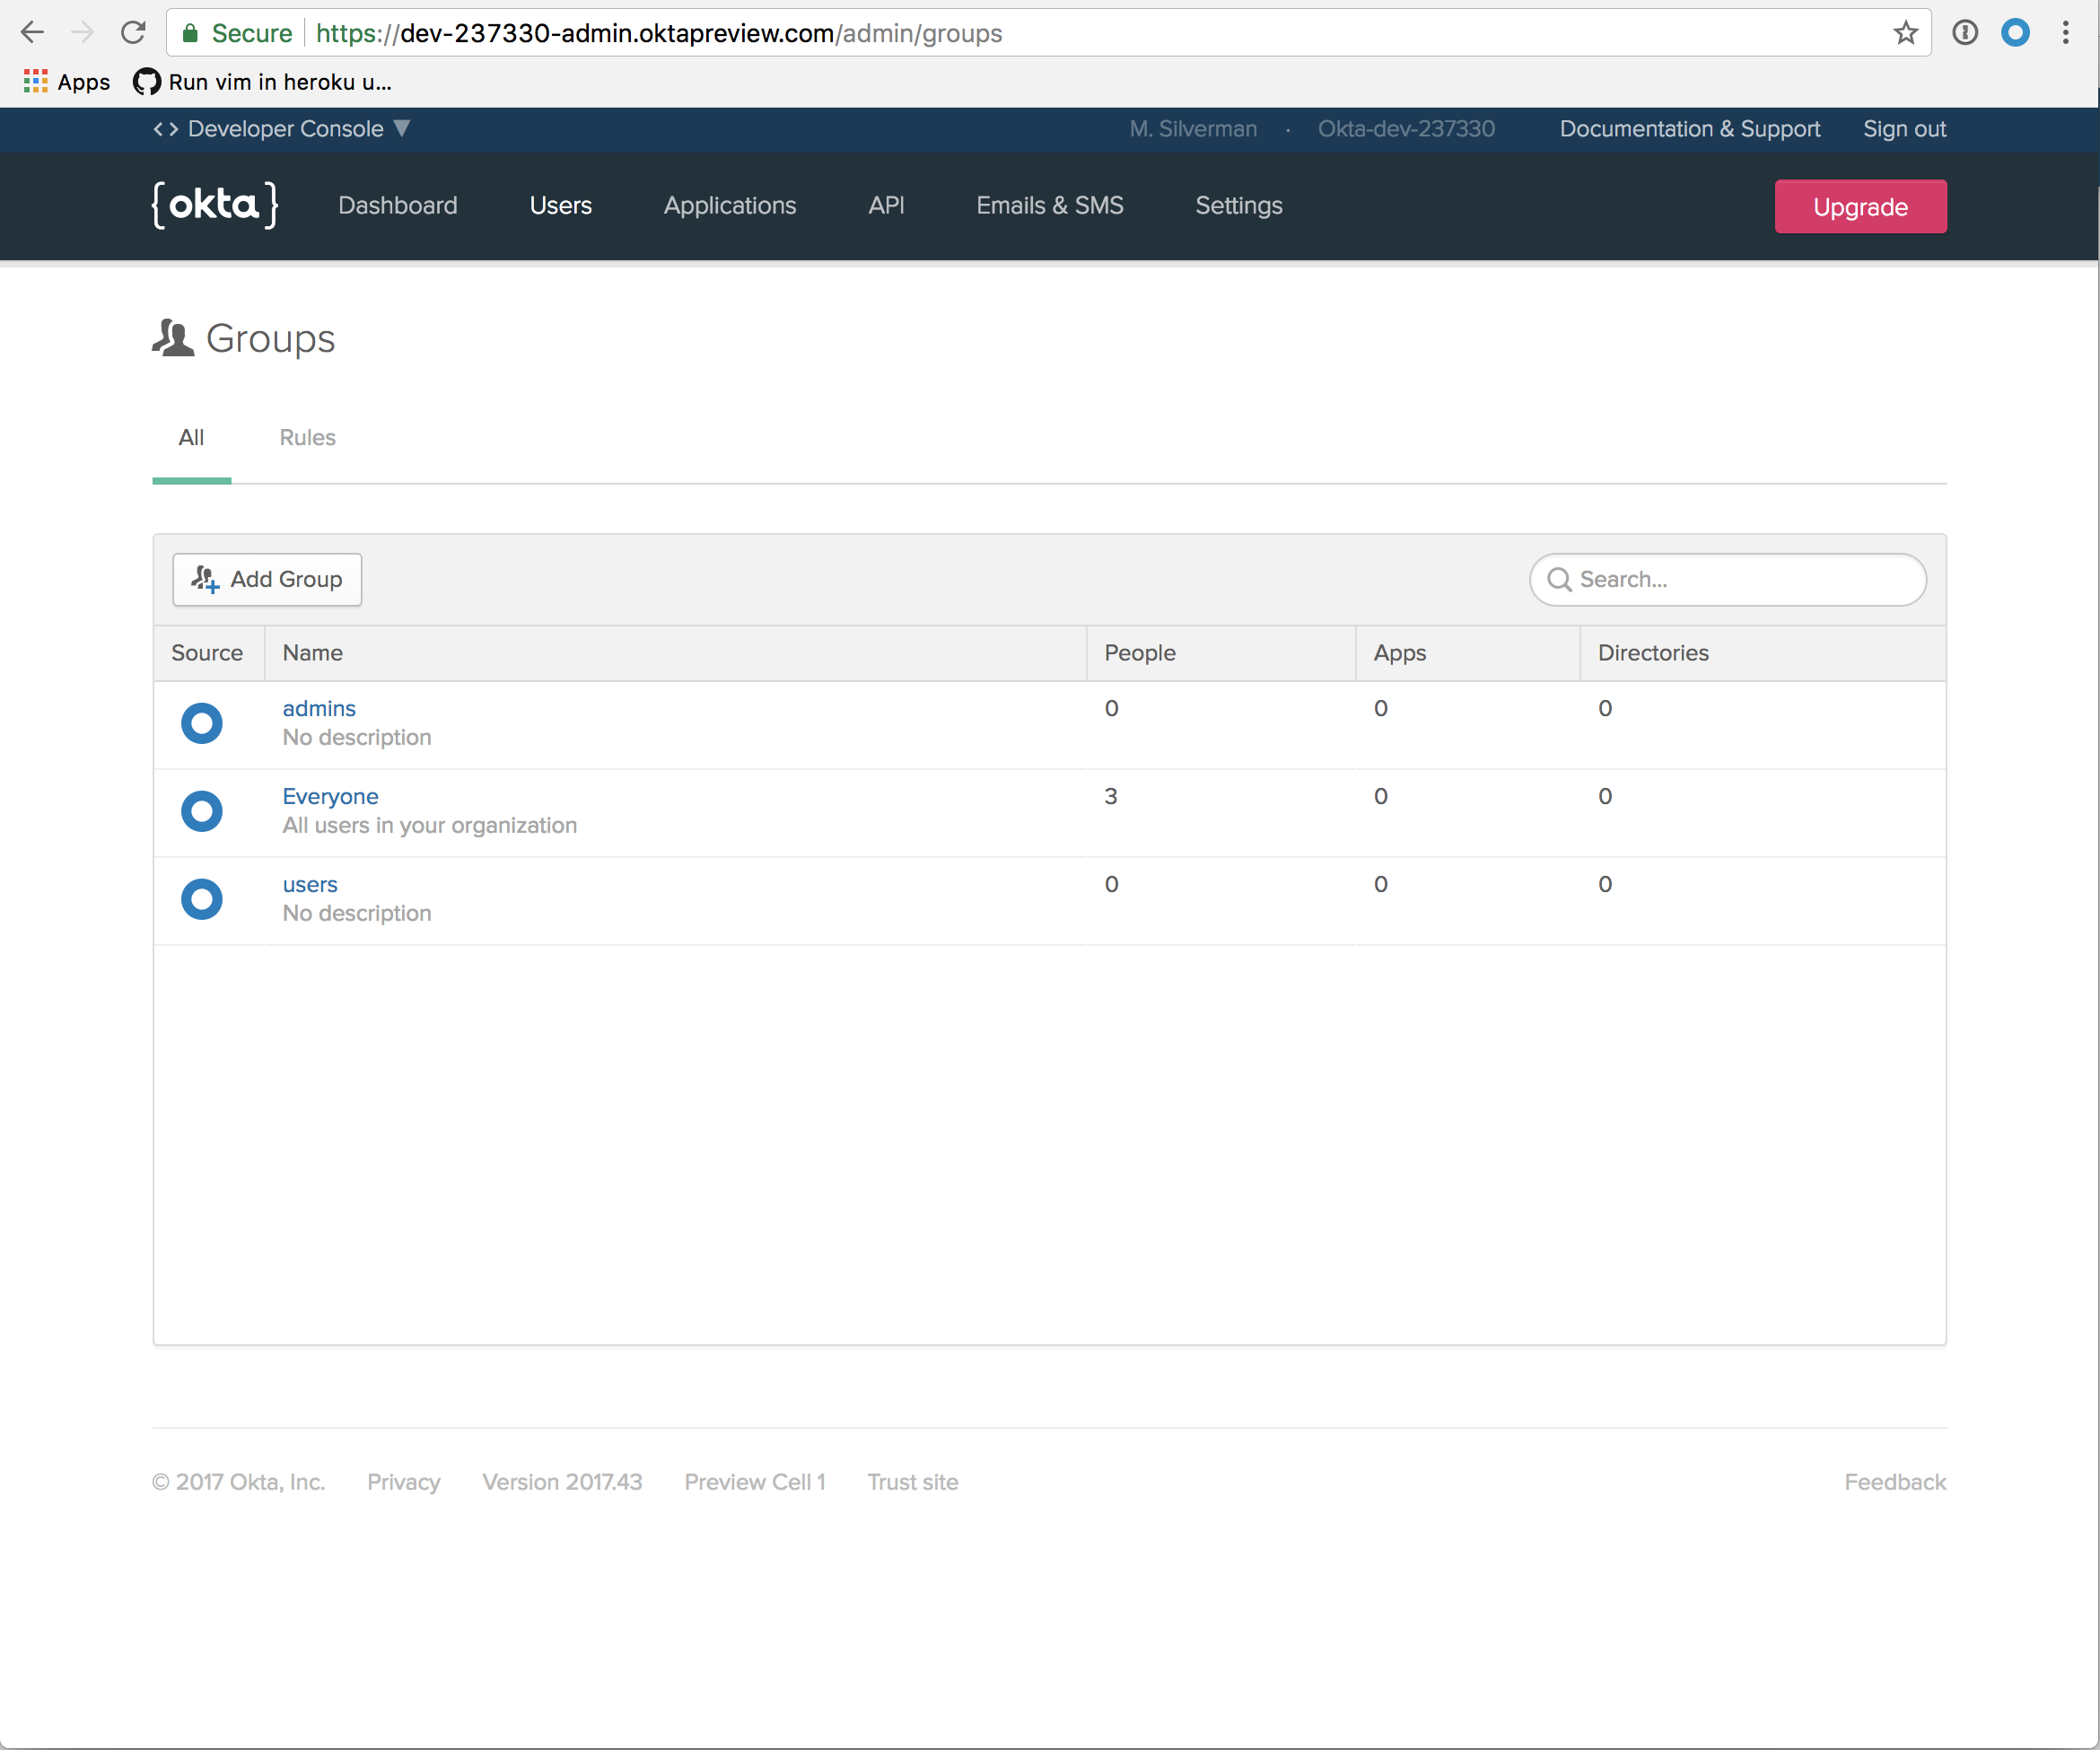 Secure https://dev-237330-admin.oktapreview.com/admin/groups
Apps Run vim in heroku u...
<> Developer Console ▼ M. Silverman · Okta-dev-237330 Documentation & Support Sign out
{okta} Dashboard Users Applications API Emails & SMS Settings Upgrade
Groups
All Rules
Add Group Search...
Source Name People Apps Directories
admins 0 0 0
No description
Everyone 3 0 0
All users in your organization
users 0 0 0
No description
© 2017 Okta, Inc. Privacy Version 2017.43 Preview Cell 1 Trust site Feedback